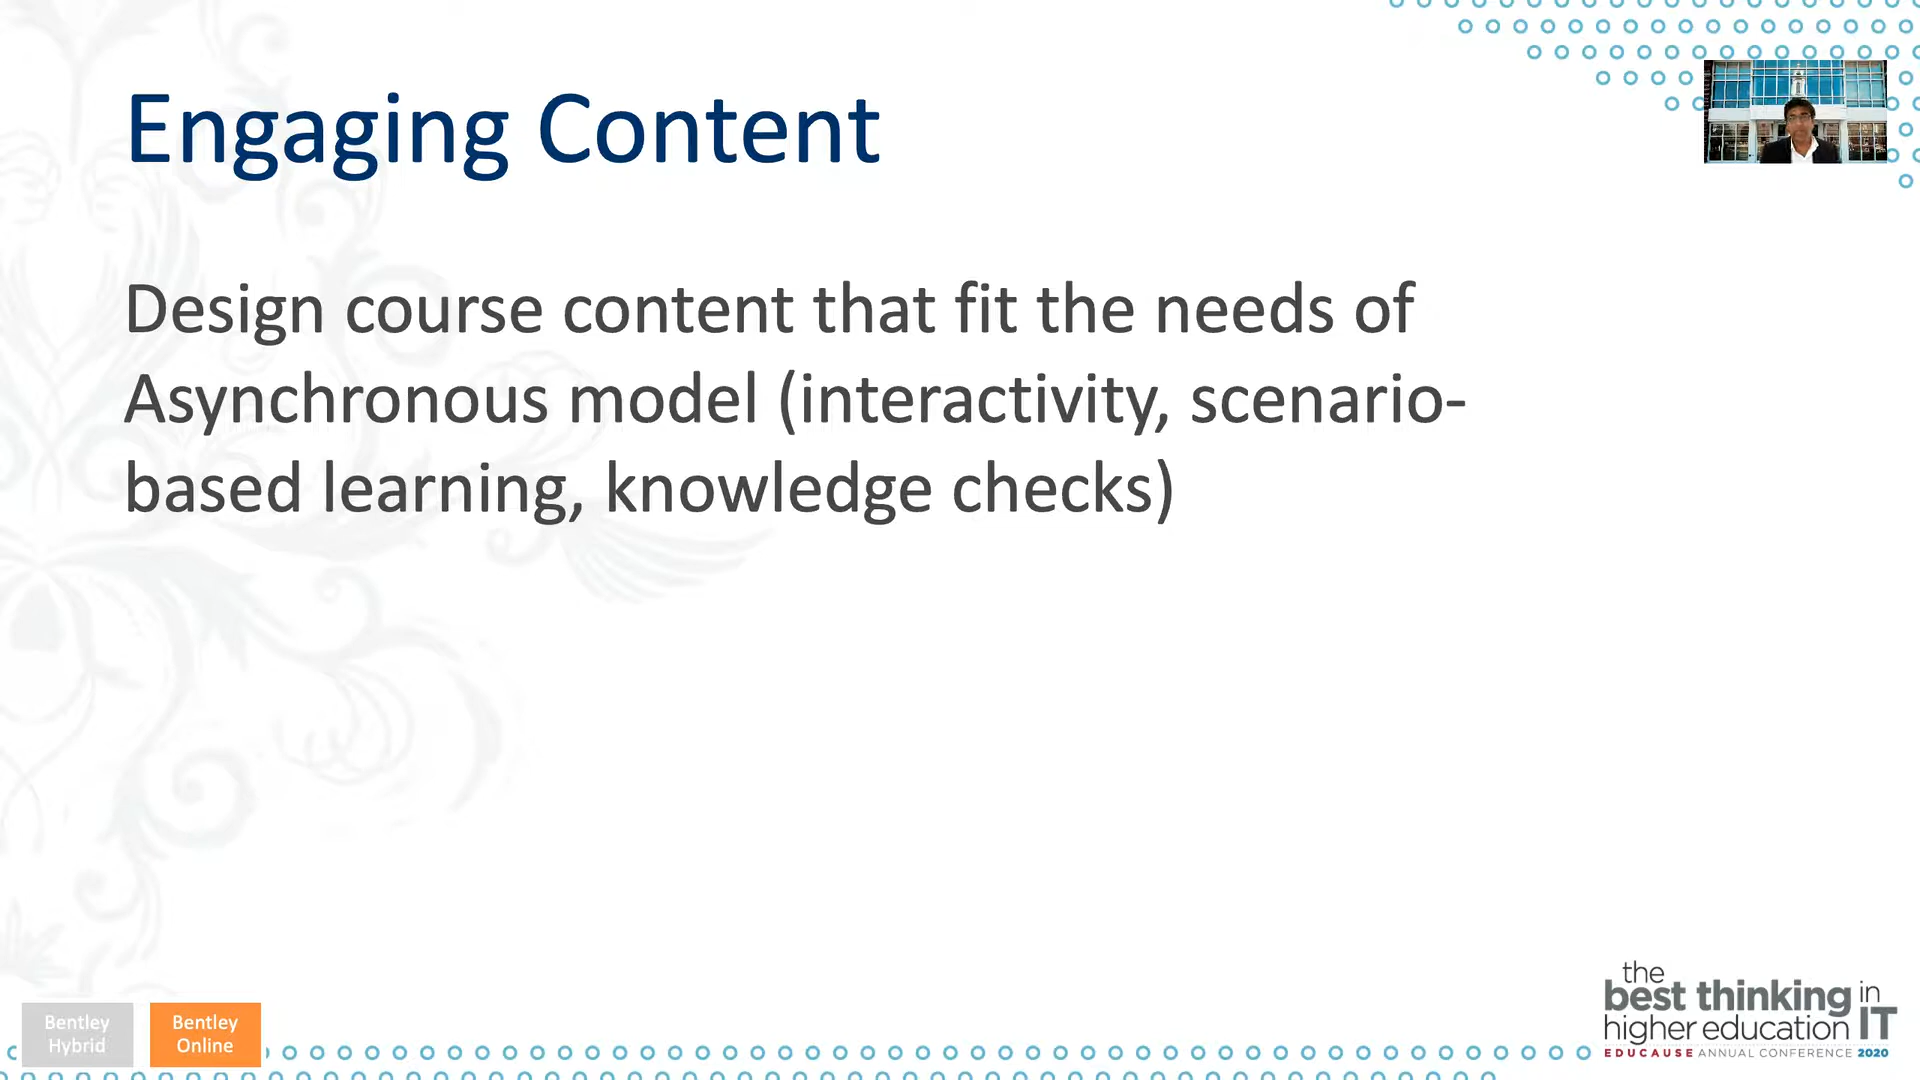 Engaging Content
Design course content that fit the needs of
Asynchronous model (interactivity, scenario-
based learning, knowledge checks)
Bentley
Hybrid
Bentley
Online
the
best thinking in
higher education IT
EDUCAUSE ANNUAL CONFERENCE 2020